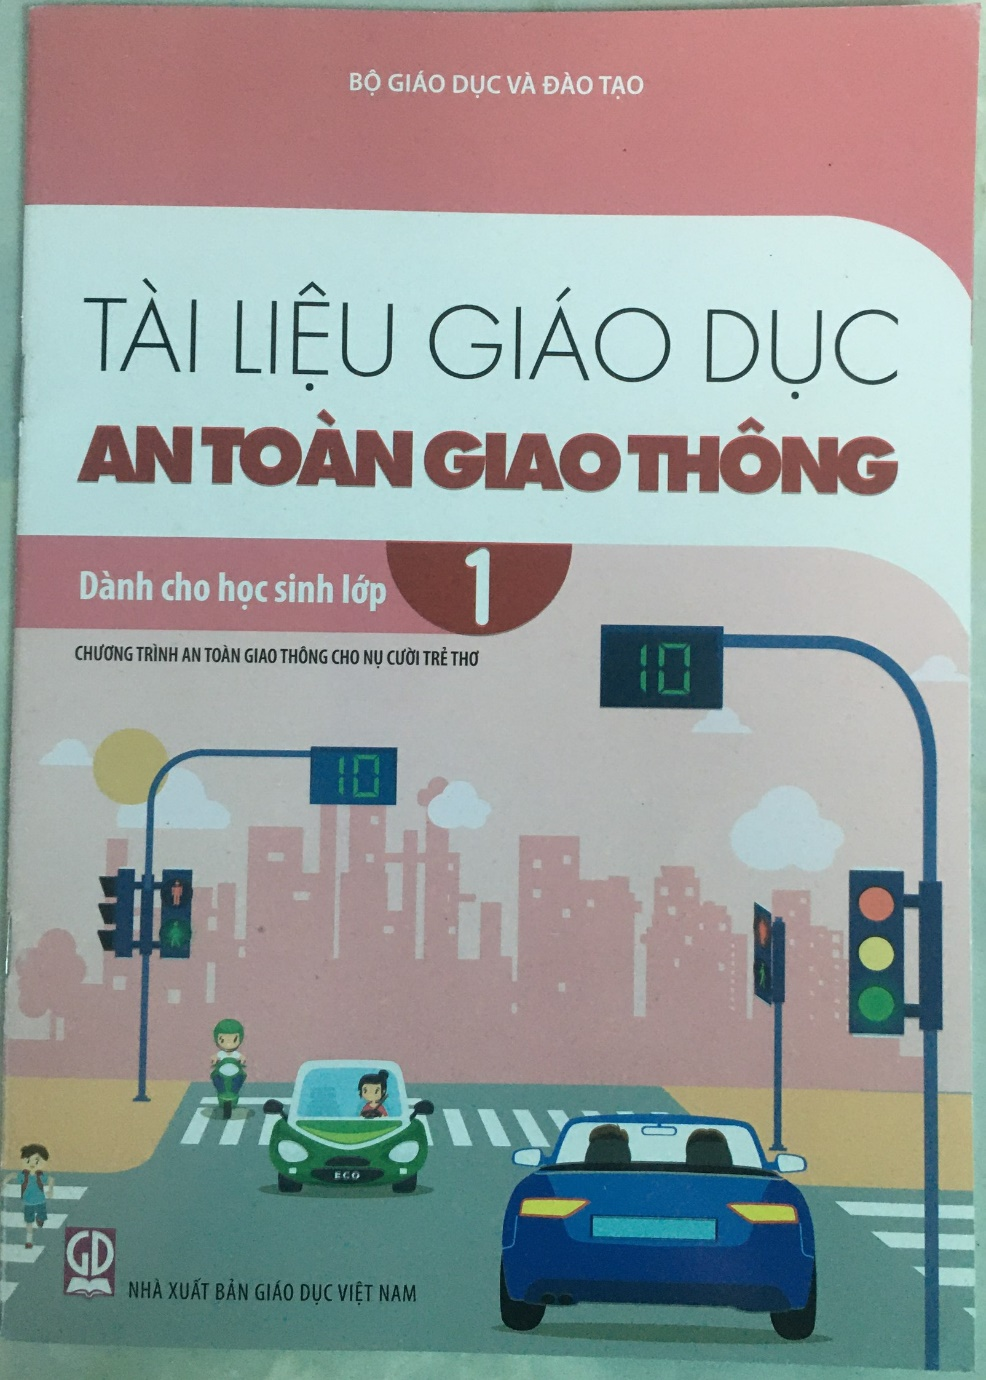 BỘ GIÁO DỤC VÀ ĐÀO TẠO
TÀI LIỆU GIÁO DỤC
AN TOÀN GIAO THÔNG
Dành cho học sinh lớp 1
CHƯƠNG TRÌNH AN TOÀN GIAO THÔNG CHO NỤ CƯỜI TRẺ THƠ
10
10
ECO
GD
NHÀ XUẤT BẢN GIÁO DỤC VIỆT NAM